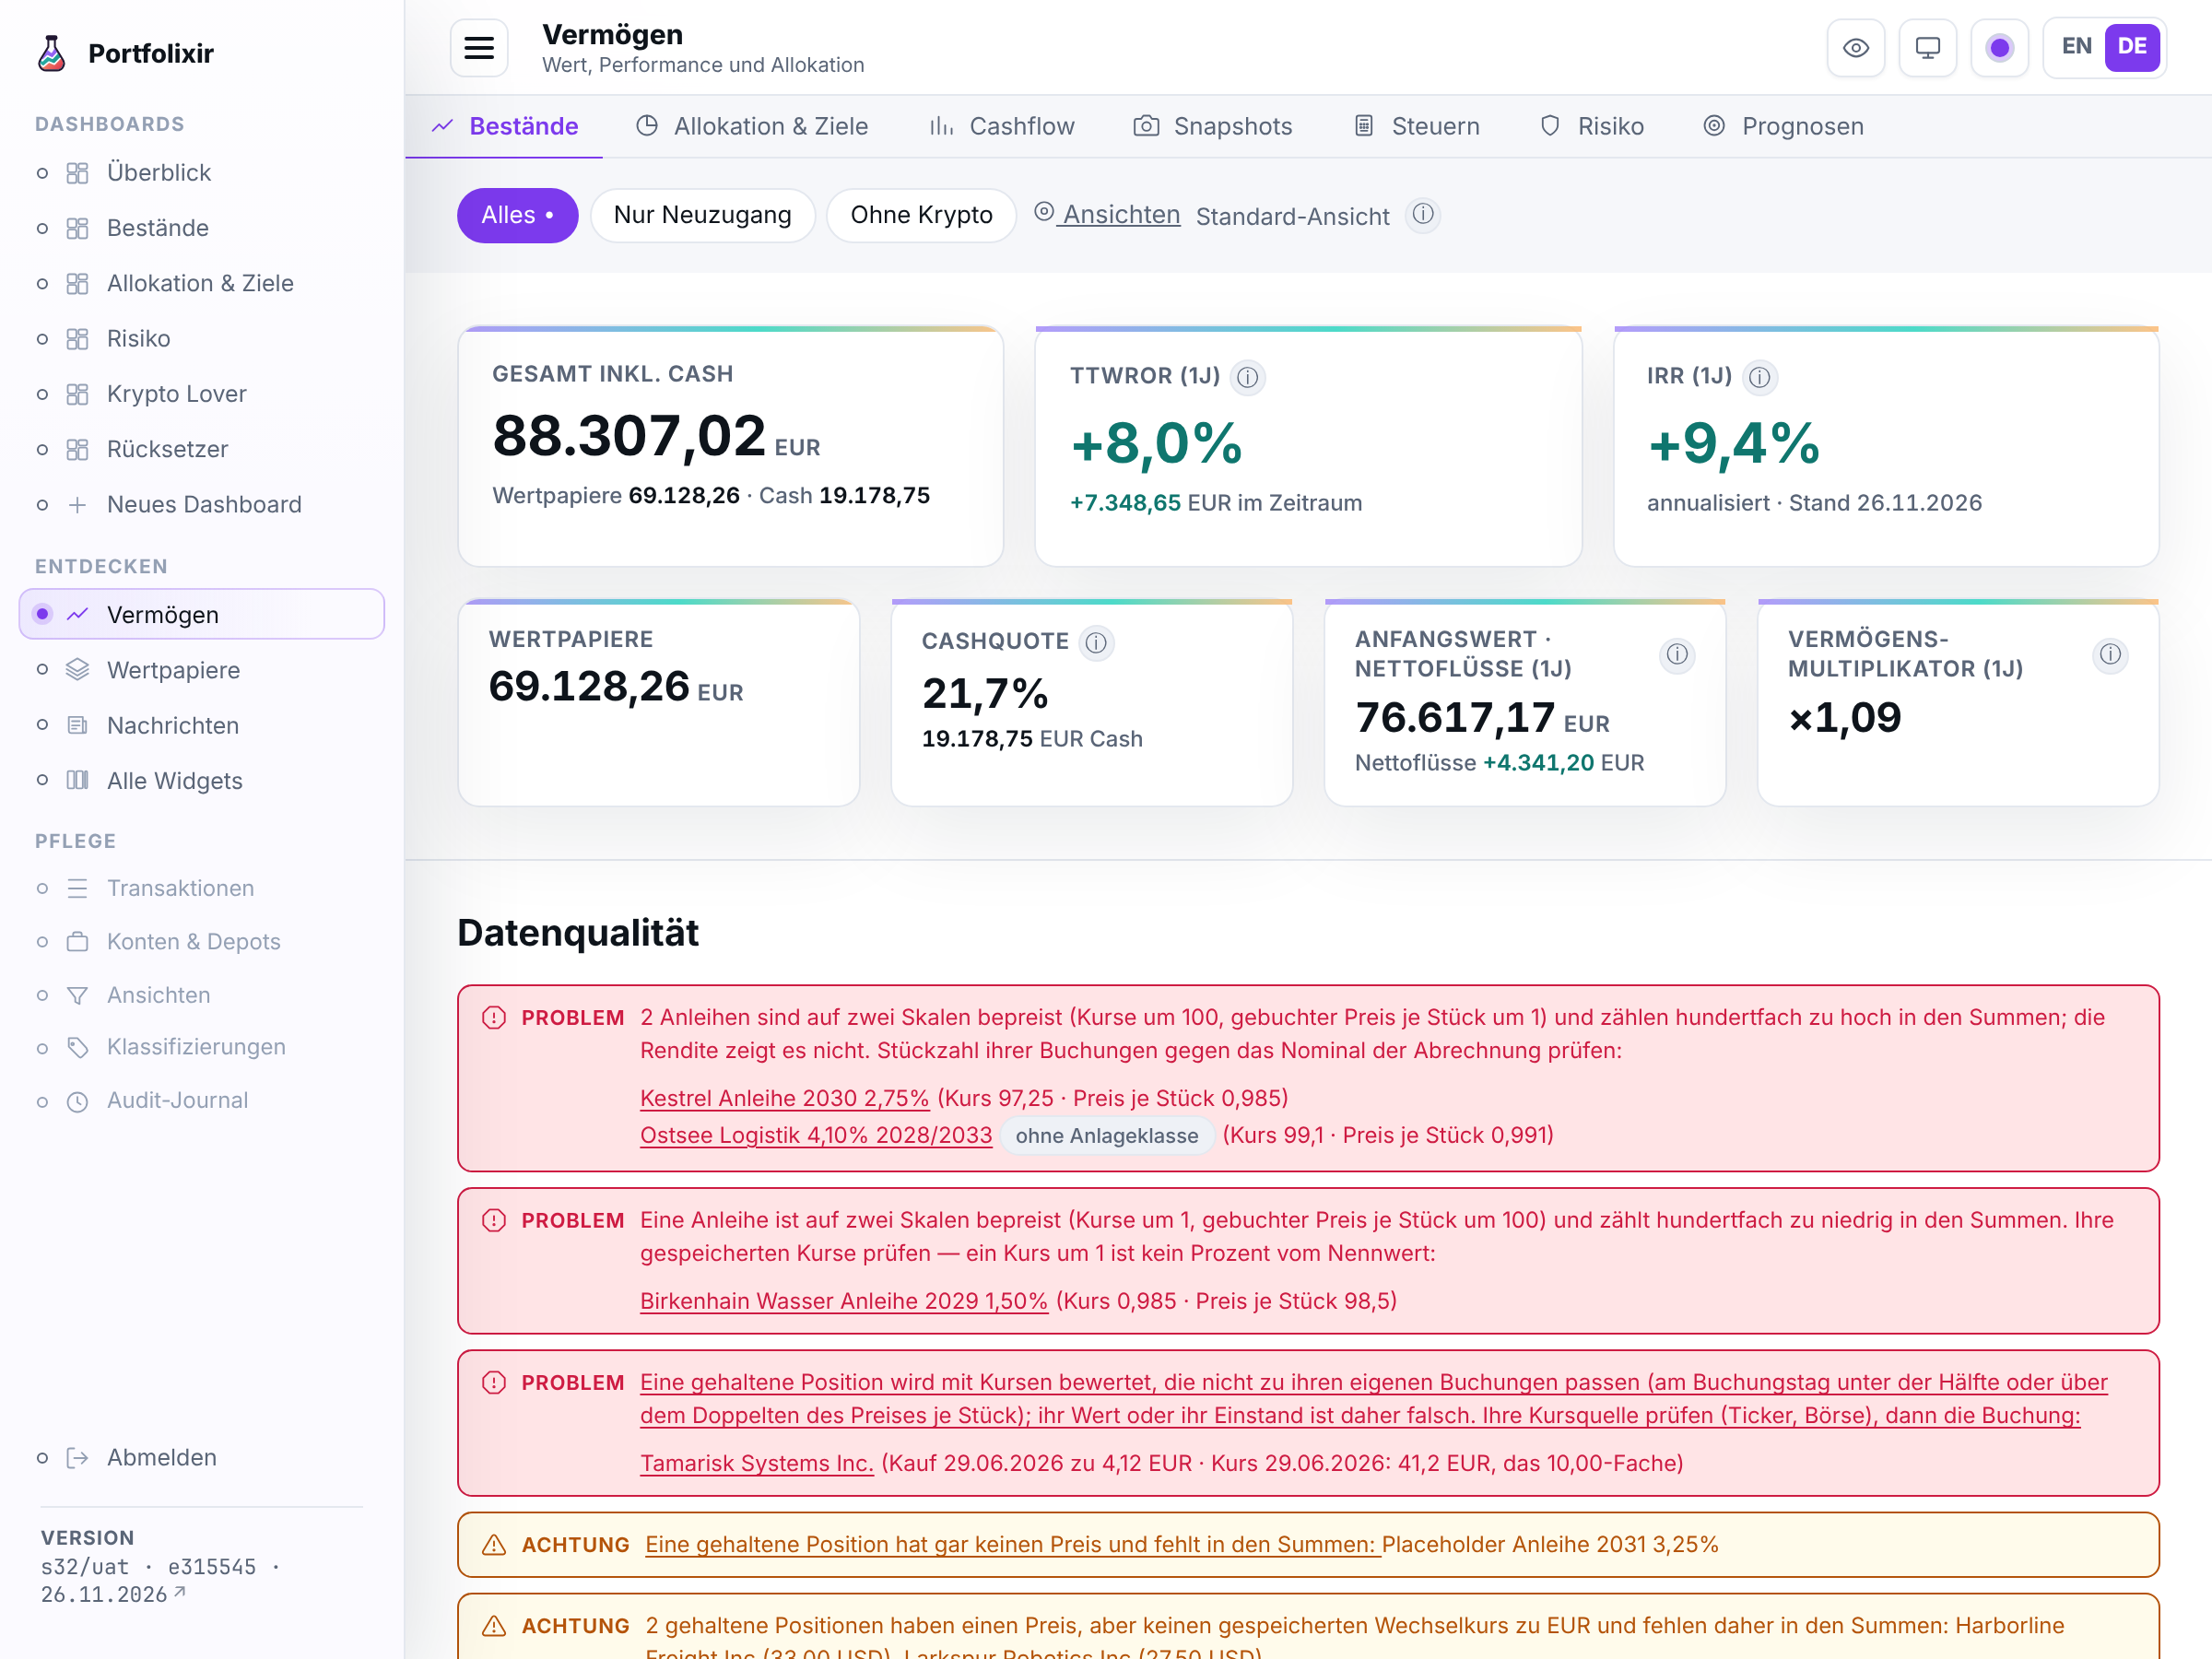 Portfolixir
DASHBOARDS
Überblick
Bestände
Allokation & Ziele
Risiko
Krypto Lover
Rücksetzer
Neues Dashboard
ENTDECKEN
Vermögen
Wertpapiere
Nachrichten
Alle Widgets
PFLEGE
Transaktionen
Konten & Depots
Ansichten
Klassifizierungen
Audit-Journal
Abmelden
VERSION
s32/uat · e315545 ·
26.11.2026
Vermögen
Wert, Performance und Allokation
EN DE
Bestände Allokation & Ziele Cashflow Snapshots Steuern Risiko Prognosen
Alles • Nur Neuzugang Ohne Krypto Ansichten Standard-Ansicht
GESAMT INKL. CASH
88.307,02 EUR
Wertpapiere 69.128,26 · Cash 19.178,75
TTWROR (1J)
+8,0%
+7.348,65 EUR im Zeitraum
IRR (1J)
+9,4%
annualisiert · Stand 26.11.2026
WERTPAPIERE
69.128,26 EUR
CASHQUOTE
21,7%
19.178,75 EUR Cash
ANFANGSWERT ·
NETTOFLÜSSE (1J)
76.617,17 EUR
Nettoflüsse +4.341,20 EUR
VERMÖGENS-
MULTIPLIKATOR (1J)
×1,09
Datenqualität
PROBLEM 2 Anleihen sind auf zwei Skalen bepreist (Kurse um 100, gebuchter Preis je Stück um 1) und zählen hundertfach zu hoch in den Summen; die
Rendite zeigt es nicht. Stückzahl ihrer Buchungen gegen das Nominal der Abrechnung prüfen:
Kestrel Anleihe 2030 2,75% (Kurs 97,25 · Preis je Stück 0,985)
Ostsee Logistik 4,10% 2028/2033 ohne Anlageklasse (Kurs 99,1 · Preis je Stück 0,991)
PROBLEM Eine Anleihe ist auf zwei Skalen bepreist (Kurse um 1, gebuchter Preis je Stück um 100) und zählt hundertfach zu niedrig in den Summen. Ihre
gespeicherten Kurse prüfen — ein Kurs um 1 ist kein Prozent vom Nennwert:
Birkenhain Wasser Anleihe 2029 1,50% (Kurs 0,985 · Preis je Stück 98,5)
PROBLEM Eine gehaltene Position wird mit Kursen bewertet, die nicht zu ihren eigenen Buchungen passen (am Buchungstag unter der Hälfte oder über
dem Doppelten des Preises je Stück); ihr Wert oder ihr Einstand ist daher falsch. Ihre Kursquelle prüfen (Ticker, Börse), dann die Buchung:
Tamarisk Systems Inc. (Kauf 29.06.2026 zu 4,12 EUR · Kurs 29.06.2026: 41,2 EUR, das 10,00-Fache)
ACHTUNG Eine gehaltene Position hat gar keinen Preis und fehlt in den Summen: Placeholder Anleihe 2031 3,25%
ACHTUNG 2 gehaltene Positionen haben einen Preis, aber keinen gespeicherten Wechselkurs zu EUR und fehlen daher in den Summen: Harborline
Freight Inc (33,00 USD), Larkspur Robotics Inc (27,50 USD)